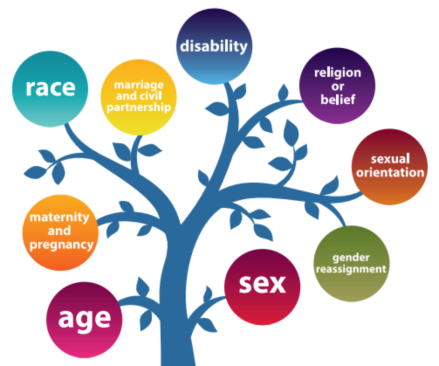 disability
race
marriage
and civil
partnership
religion
or
belief
sexual
orientation
maternity
and
pregnancy
gender
reassignment
sex
age